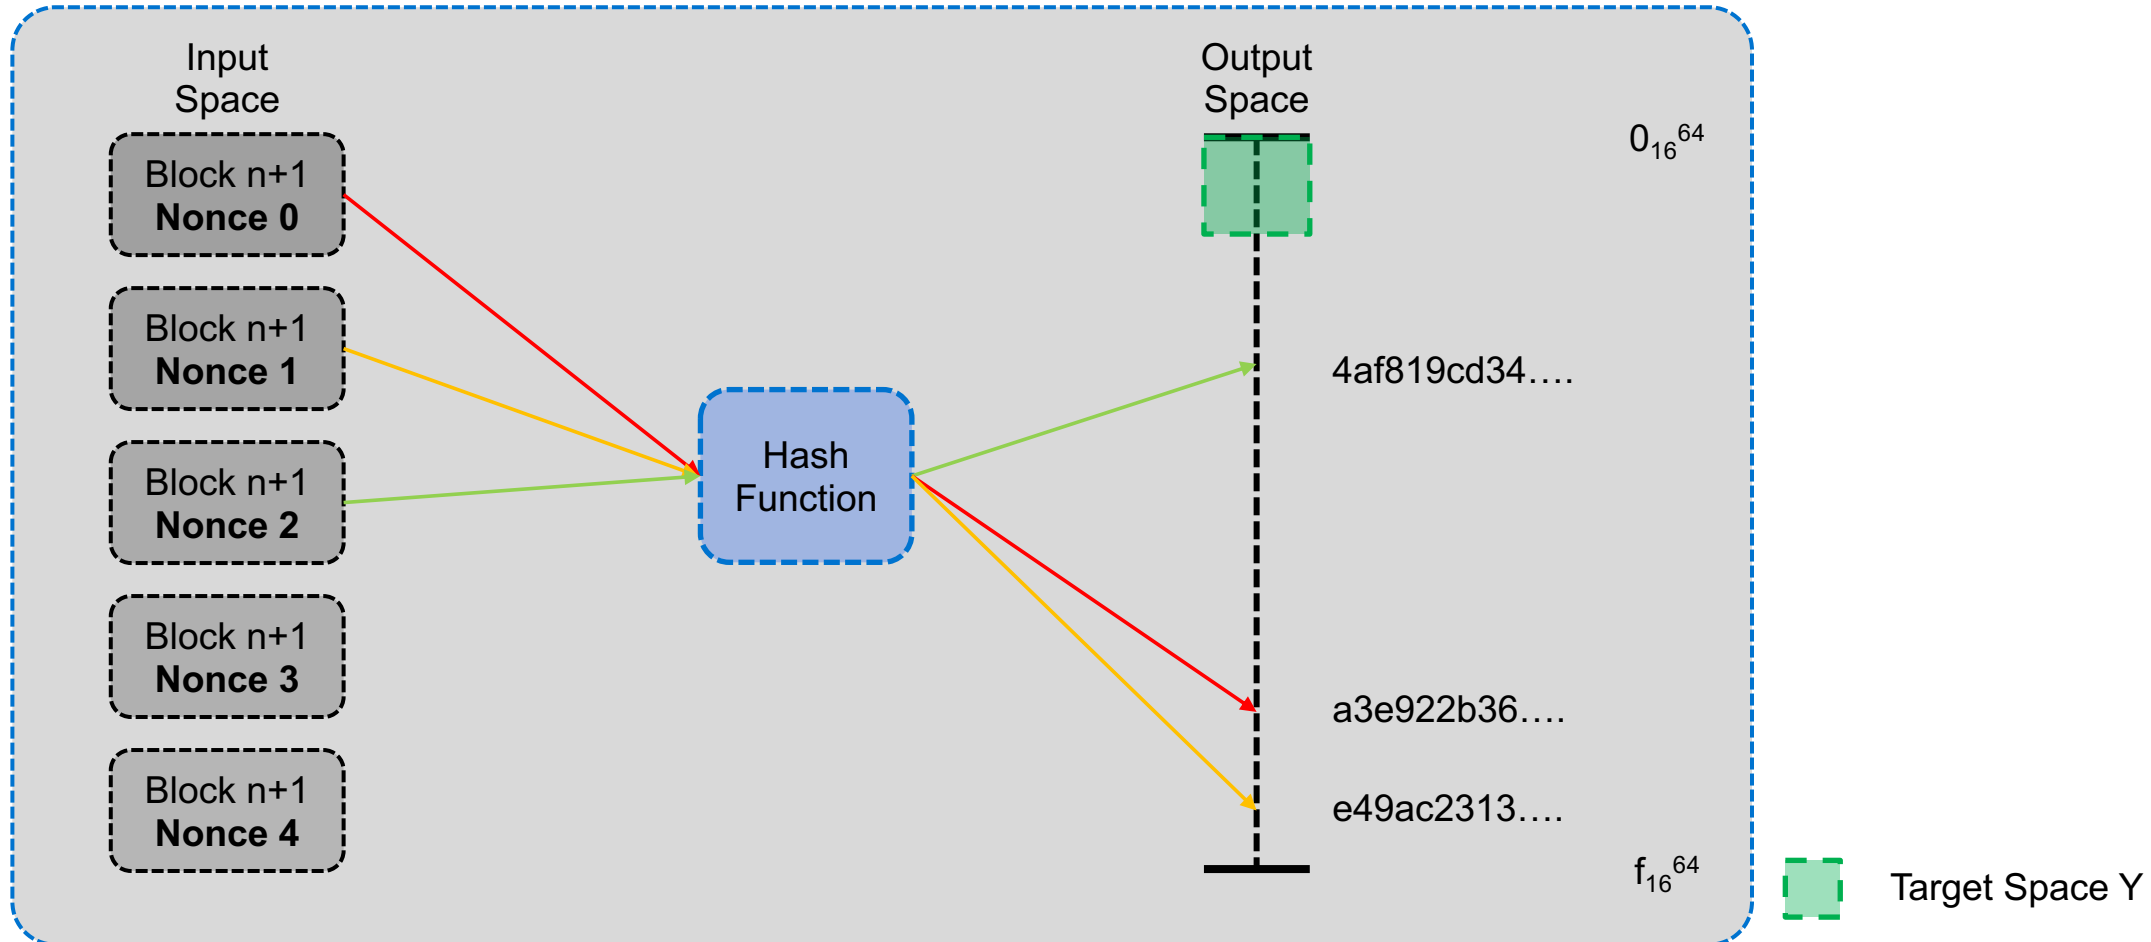 Input
Space
Output
Space
Block n+1
Nonce 0
0₁₆⁶⁴
Block n+1
Nonce 1
4af819cd34….
Block n+1
Nonce 2
Hash
Function
Block n+1
Nonce 3
a3e922b36….
Block n+1
Nonce 4
e49ac2313….
f₁₆⁶⁴
Target Space Y